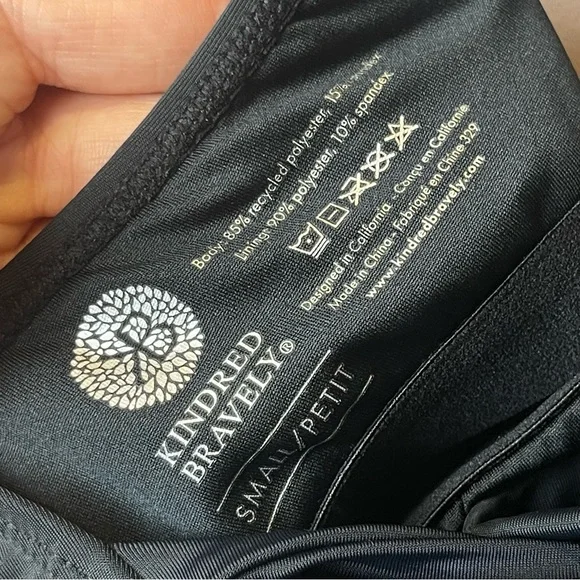 Body: 85% recycled polyester, 15%
Lining: 90% polyester, 10% spandex
Designed in California · Conçu en Californie
Made in China · Fabriqué en Chine 329
www.kindredbravely.com
KINDRED
BRAVELY®
SMALL/PETIT